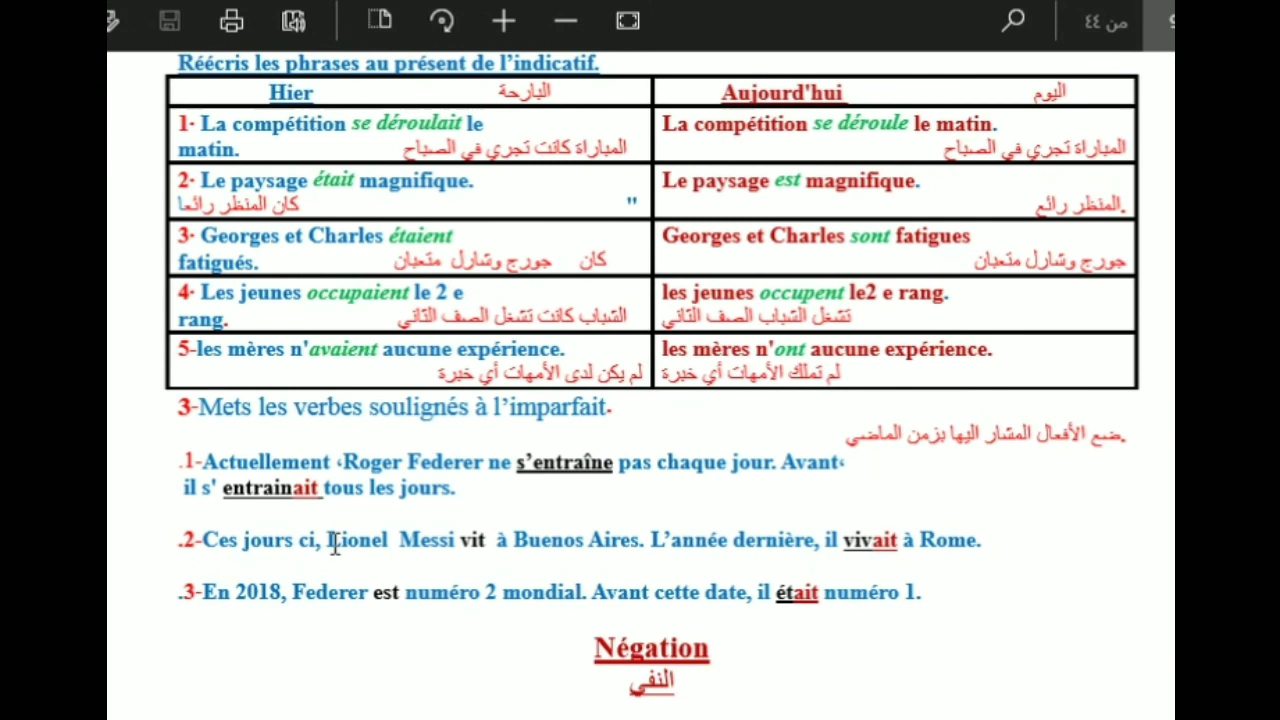 من ٤٤
Réécris les phrases au présent de l’indicatif.
Hier البارحة
Aujourd'hui اليوم
1- La compétition se déroulait le
matin. المباراة كانت تجري في الصباح
La compétition se déroule le matin.
المباراة تجري في الصباح
2- Le paysage était magnifique.
كان المنظر رائعا "
Le paysage est magnifique.
المنظر رائع.
3- Georges et Charles étaient
fatigués. كان جورج وشارل متعبان
Georges et Charles sont fatigues
جورج وشارل متعبان
4- Les jeunes occupaient le 2 e
rang. الشباب كانت تشغل الصف الثاني
les jeunes occupent le2 e rang.
تشغل الشباب الصف الثاني
5-les mères n'avaient aucune expérience.
لم يكن لدى الأمهات أي خبرة
les mères n'ont aucune expérience.
لم تملك الأمهات أي خبرة
3-Mets les verbes soulignés à l’imparfait.
ضع الأفعال المشار اليها بزمن الماضي.
.1-Actuellement ،Roger Federer ne s’entraîne pas chaque jour. Avant،
il s' entrainait tous les jours.
.2-Ces jours ci, Lionel Messi vit à Buenos Aires. L’année dernière, il vivait à Rome.
.3-En 2018, Federer est numéro 2 mondial. Avant cette date, il était numéro 1.
Négation
النفي